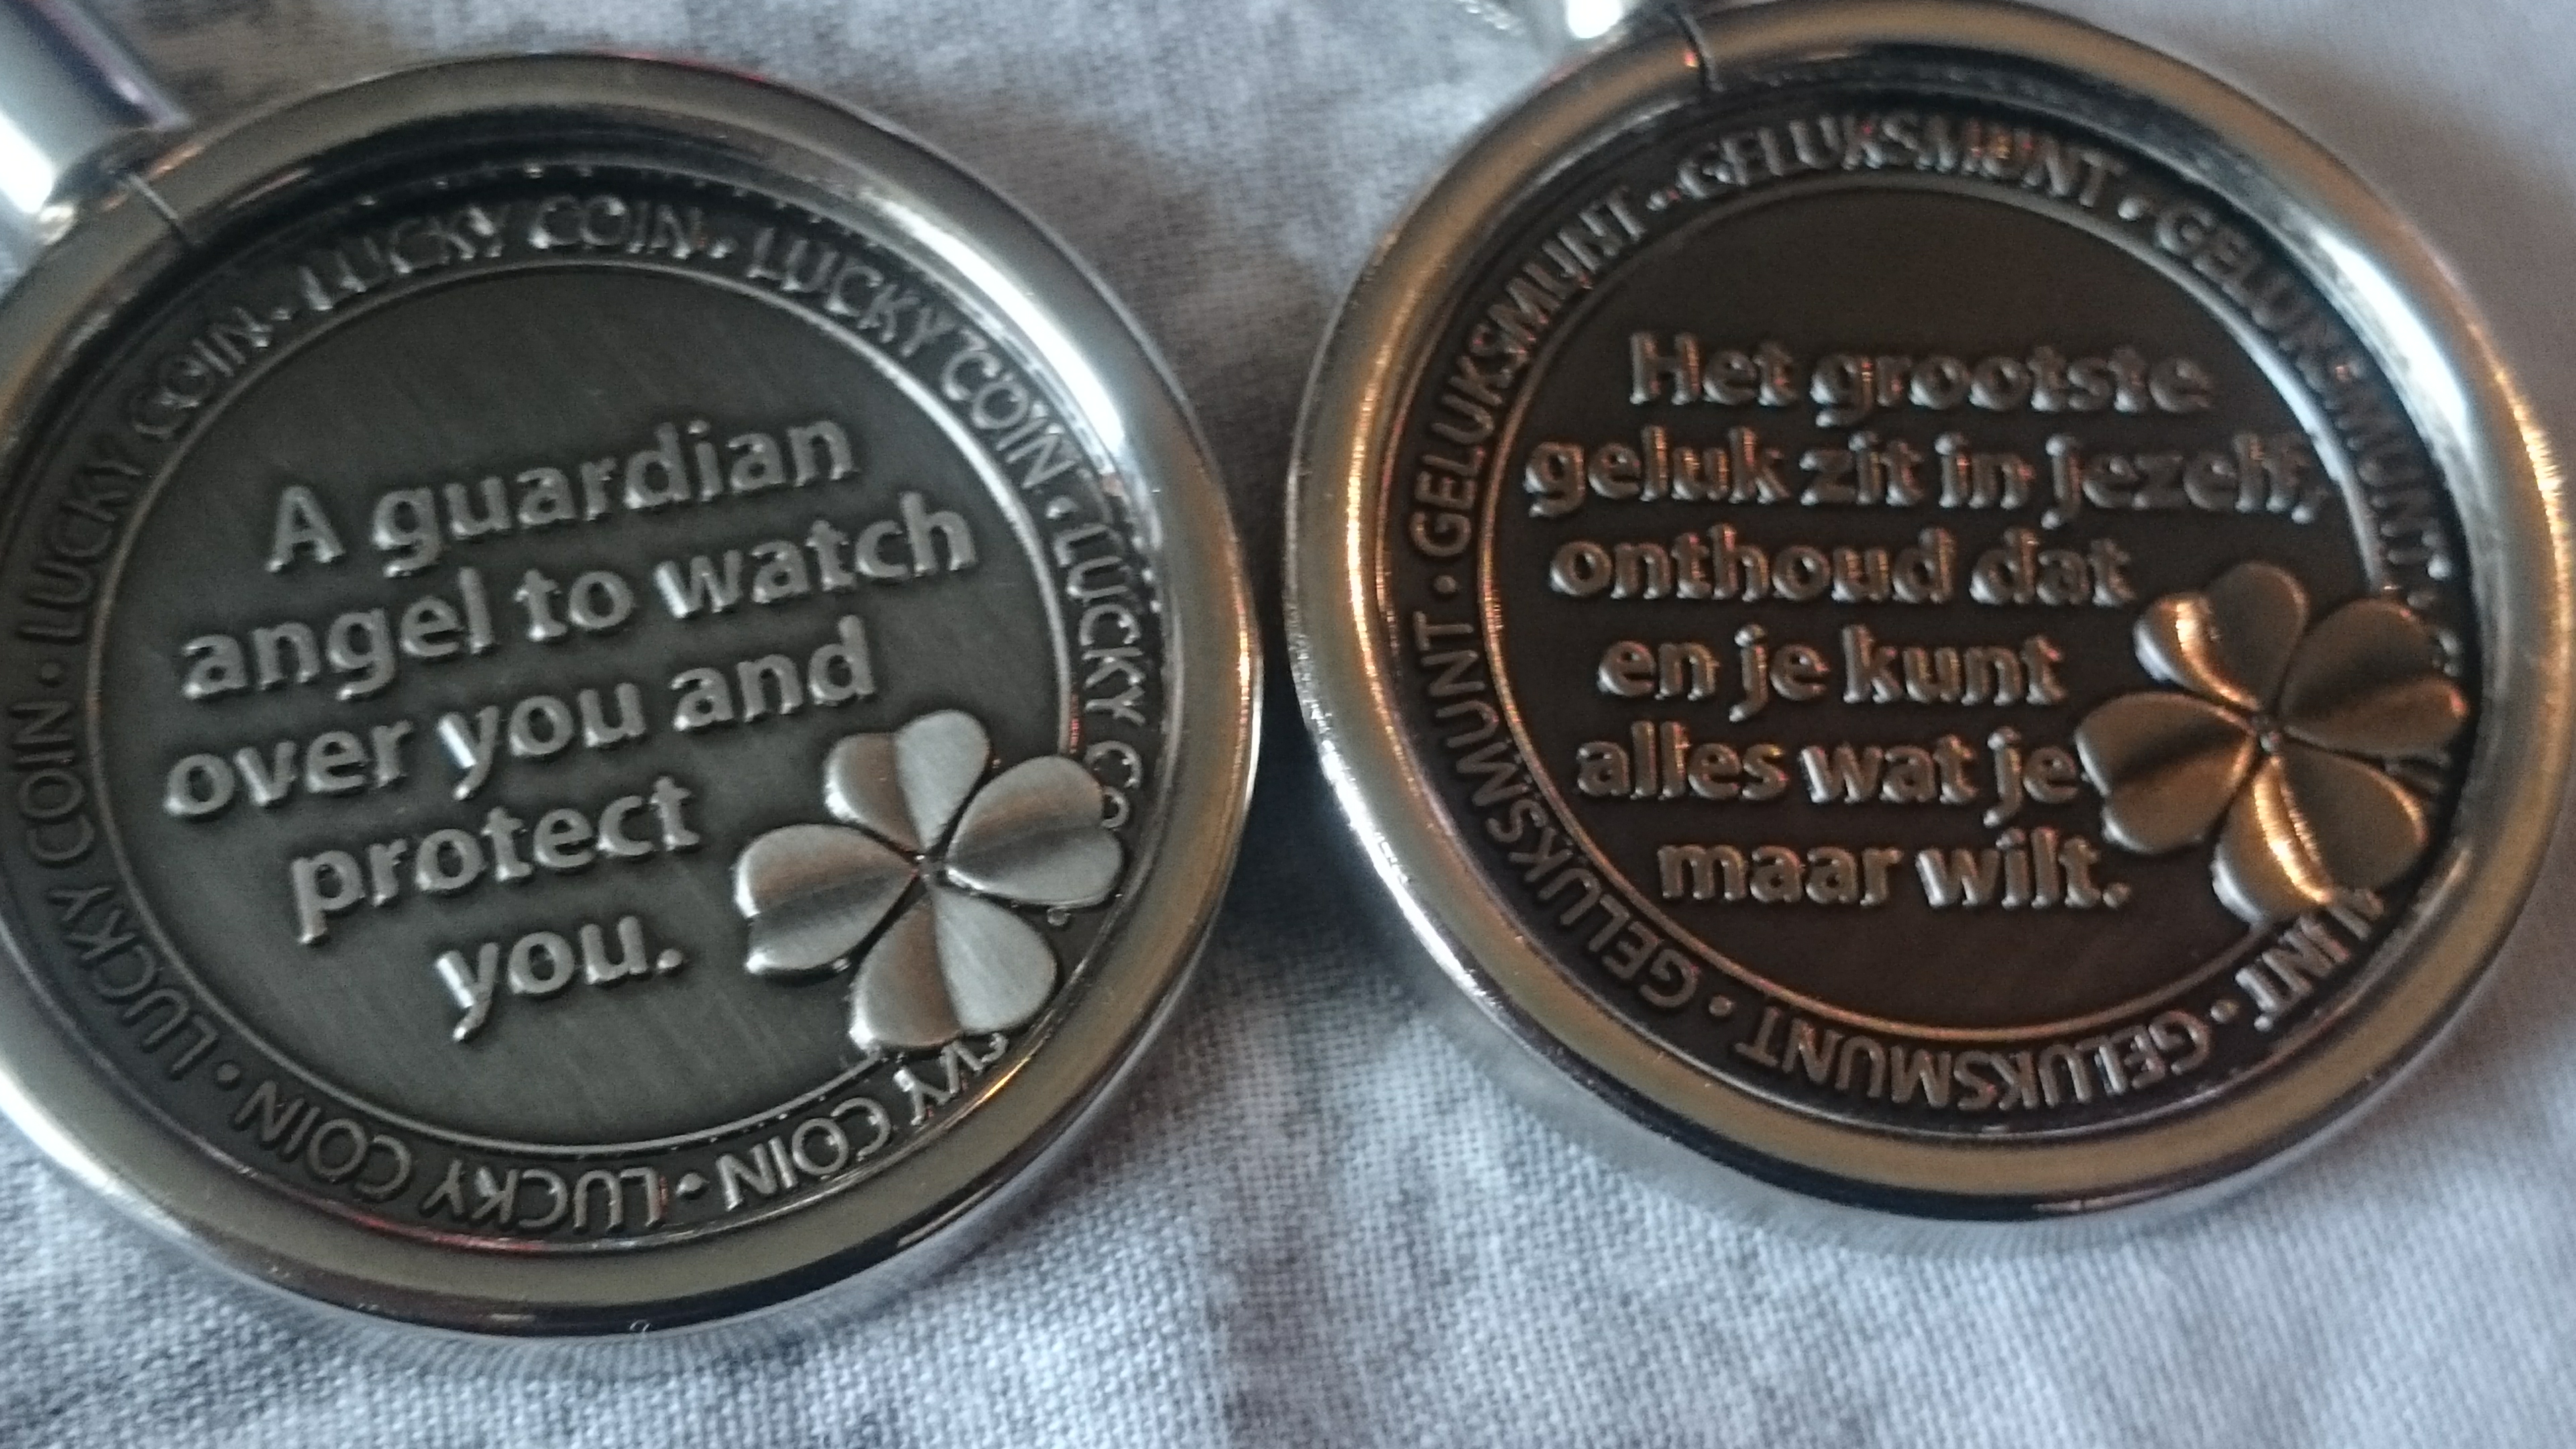 LUCKY COIN · LUCKY COIN · LUCKY COIN · LUCKY CO
COIN · LUCKY COIN · LUCKY COIN · LUCKY COIN
A guardian
angel to watch
over you and
protect
you.
GELUKSMUNT · GELUKSMUNT · GELUKSMUNT
GELUKSMUNT · GELUKSMUNT · GELUKSMUNT
Het grootste
geluk zit in jezelf,
onthoud dat
en je kunt
alles wat je
maar wilt.